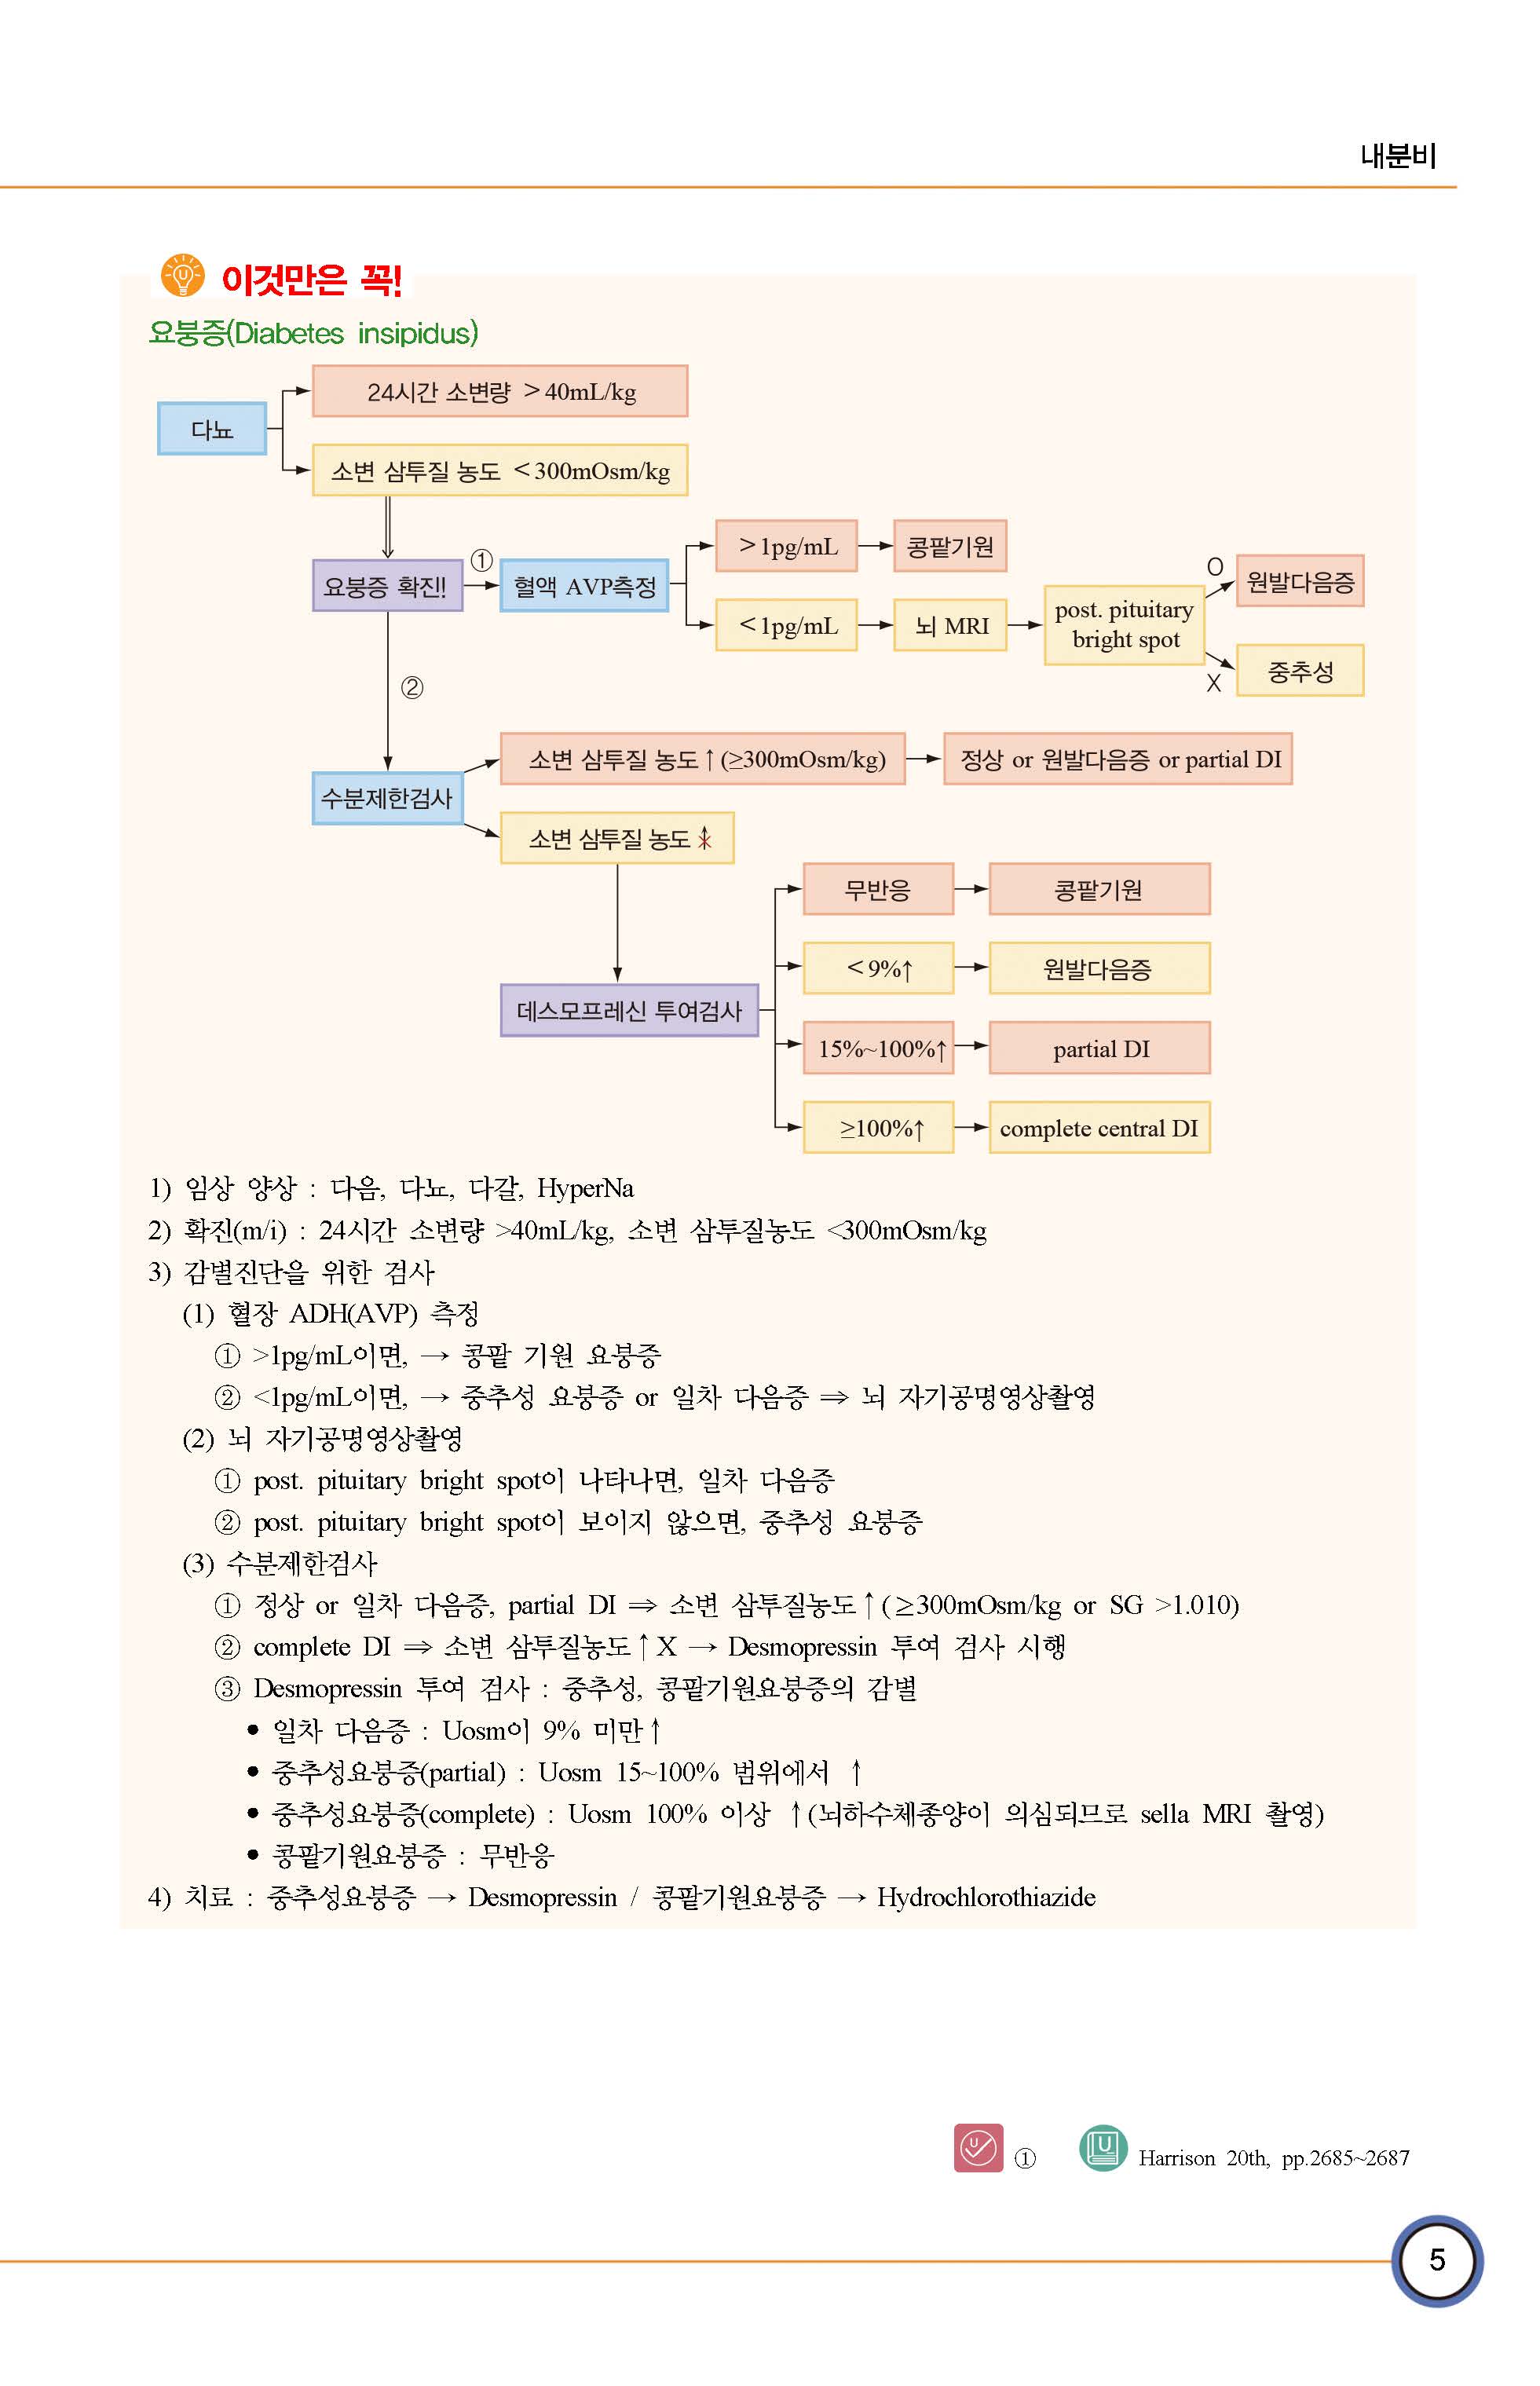 내분비
이것만은 꼭!
요붕증(Diabetes insipidus)
24시간 소변량 >40mL/kg
다뇨
소변 삼투질 농도 <300mOsm/kg
요붕증 확진!
①
혈액 AVP측정
>1pg/mL
콩팥기원
<1pg/mL
뇌 MRI
post. pituitary
bright spot
O
원발다음증
X
중추성
②
수분제한검사
소변 삼투질 농도↑(≥300mOsm/kg)
정상 or 원발다음증 or partial DI
소변 삼투질 농도↑
데스모프레신 투여검사
무반응
콩팥기원
<9%↑
원발다음증
15%~100%↑
partial DI
≥100%↑
complete central DI
1) 임상 양상 : 다음, 다뇨, 다갈, HyperNa
2) 확진(m/i) : 24시간 소변량 >40mL/kg, 소변 삼투질농도 <300mOsm/kg
3) 감별진단을 위한 검사
(1) 혈장 ADH(AVP) 측정
① >1pg/mL이면, → 콩팥 기원 요붕증
② <1pg/mL이면, → 중추성 요붕증 or 일차 다음증 ⇒ 뇌 자기공명영상촬영
(2) 뇌 자기공명영상촬영
① post. pituitary bright spot이 나타나면, 일차 다음증
② post. pituitary bright spot이 보이지 않으면, 중추성 요붕증
(3) 수분제한검사
① 정상 or 일차 다음증, partial DI ⇒ 소변 삼투질농도↑(≥300mOsm/kg or SG >1.010)
② complete DI ⇒ 소변 삼투질농도↑X → Desmopressin 투여 검사 시행
③ Desmopressin 투여 검사 : 중추성, 콩팥기원요붕증의 감별
● 일차 다음증 : Uosm이 9% 미만↑
● 중추성요붕증(partial) : Uosm 15~100% 범위에서 ↑
● 중추성요붕증(complete) : Uosm 100% 이상 ↑(뇌하수체종양이 의심되므로 sella MRI 촬영)
● 콩팥기원요붕증 : 무반응
4) 치료 : 중추성요붕증 → Desmopressin / 콩팥기원요붕증 → Hydrochlorothiazide
① Harrison 20th, pp.2685~2687
5